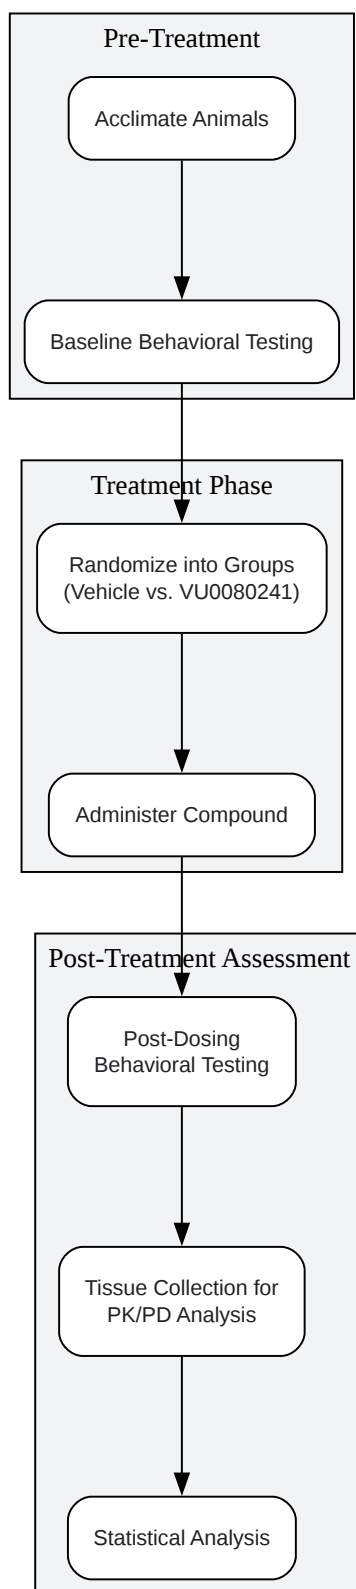 Pre-Treatment
Acclimate Animals
Baseline Behavioral Testing
Treatment Phase
Randomize into Groups
(Vehicle vs. VU0080241)
Administer Compound
Post-Treatment Assessment
Post-Dosing
Behavioral Testing
Tissue Collection for
PK/PD Analysis
Statistical Analysis